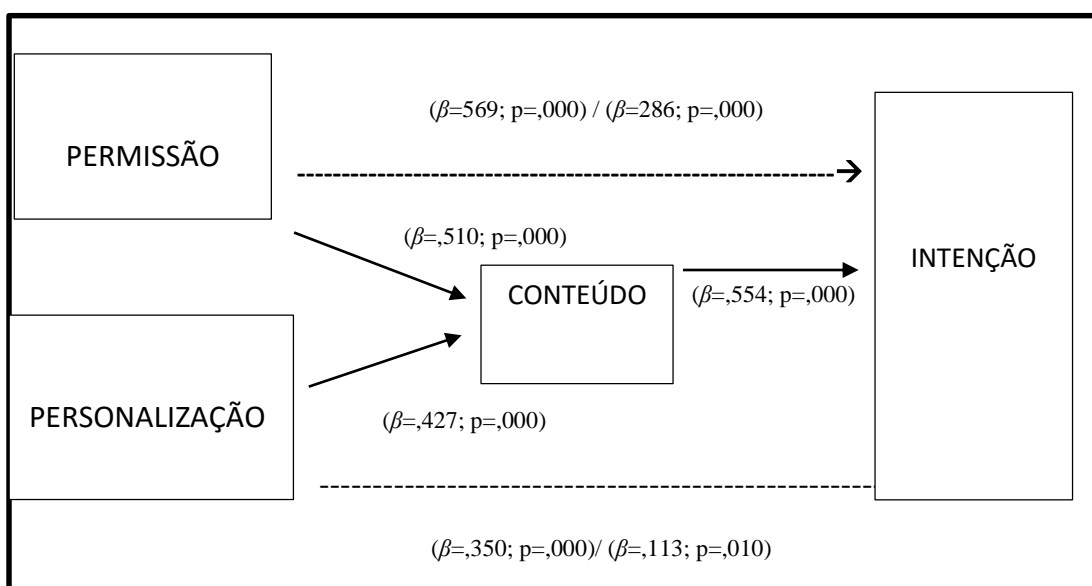 (β=569; p=,000) / (β=286; p=,000)
PERMISSÃO
(β=,510; p=,000)
INTENÇÃO
CONTEÚDO
(β=,554; p=,000)
PERSONALIZAÇÃO
(β=,427; p=,000)
(β=,350; p=,000)/ (β=,113; p=,010)